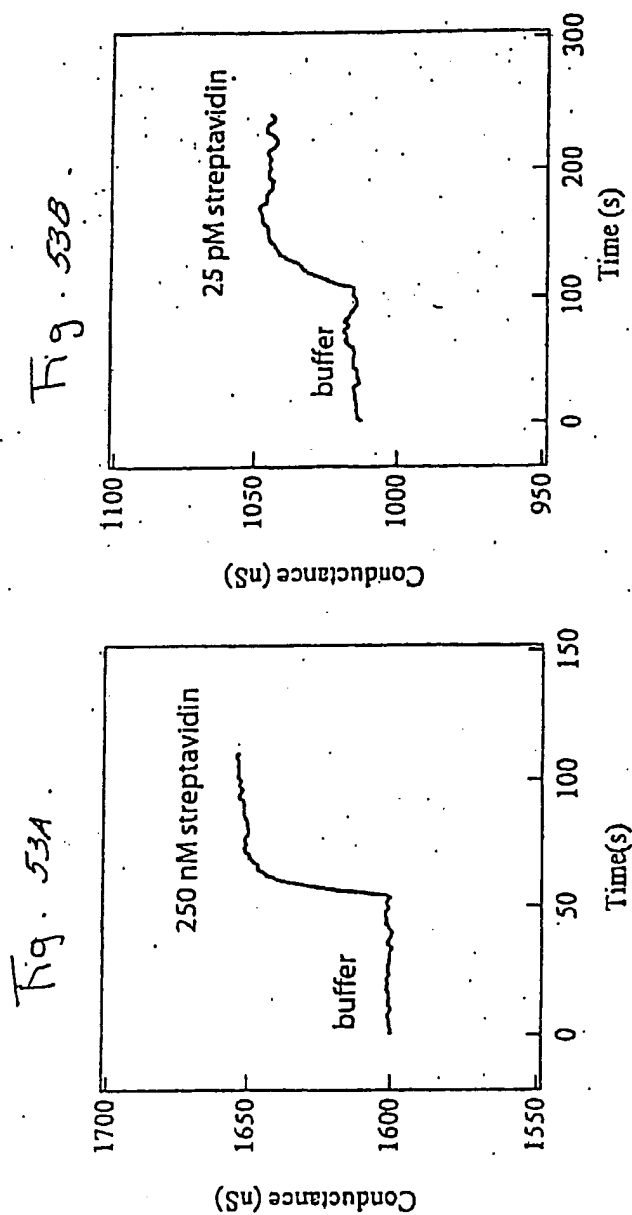 Fig. 53A.
1700
1650
1600
1550
Conductance (nS)
250 nM streptavidin
buffer
0
50
100
150
Time(s)
Fig. 53B.
1100
1050
1000
950
Conductance (nS)
25 pM streptavidin
buffer
0
100
200
300
Time (s)